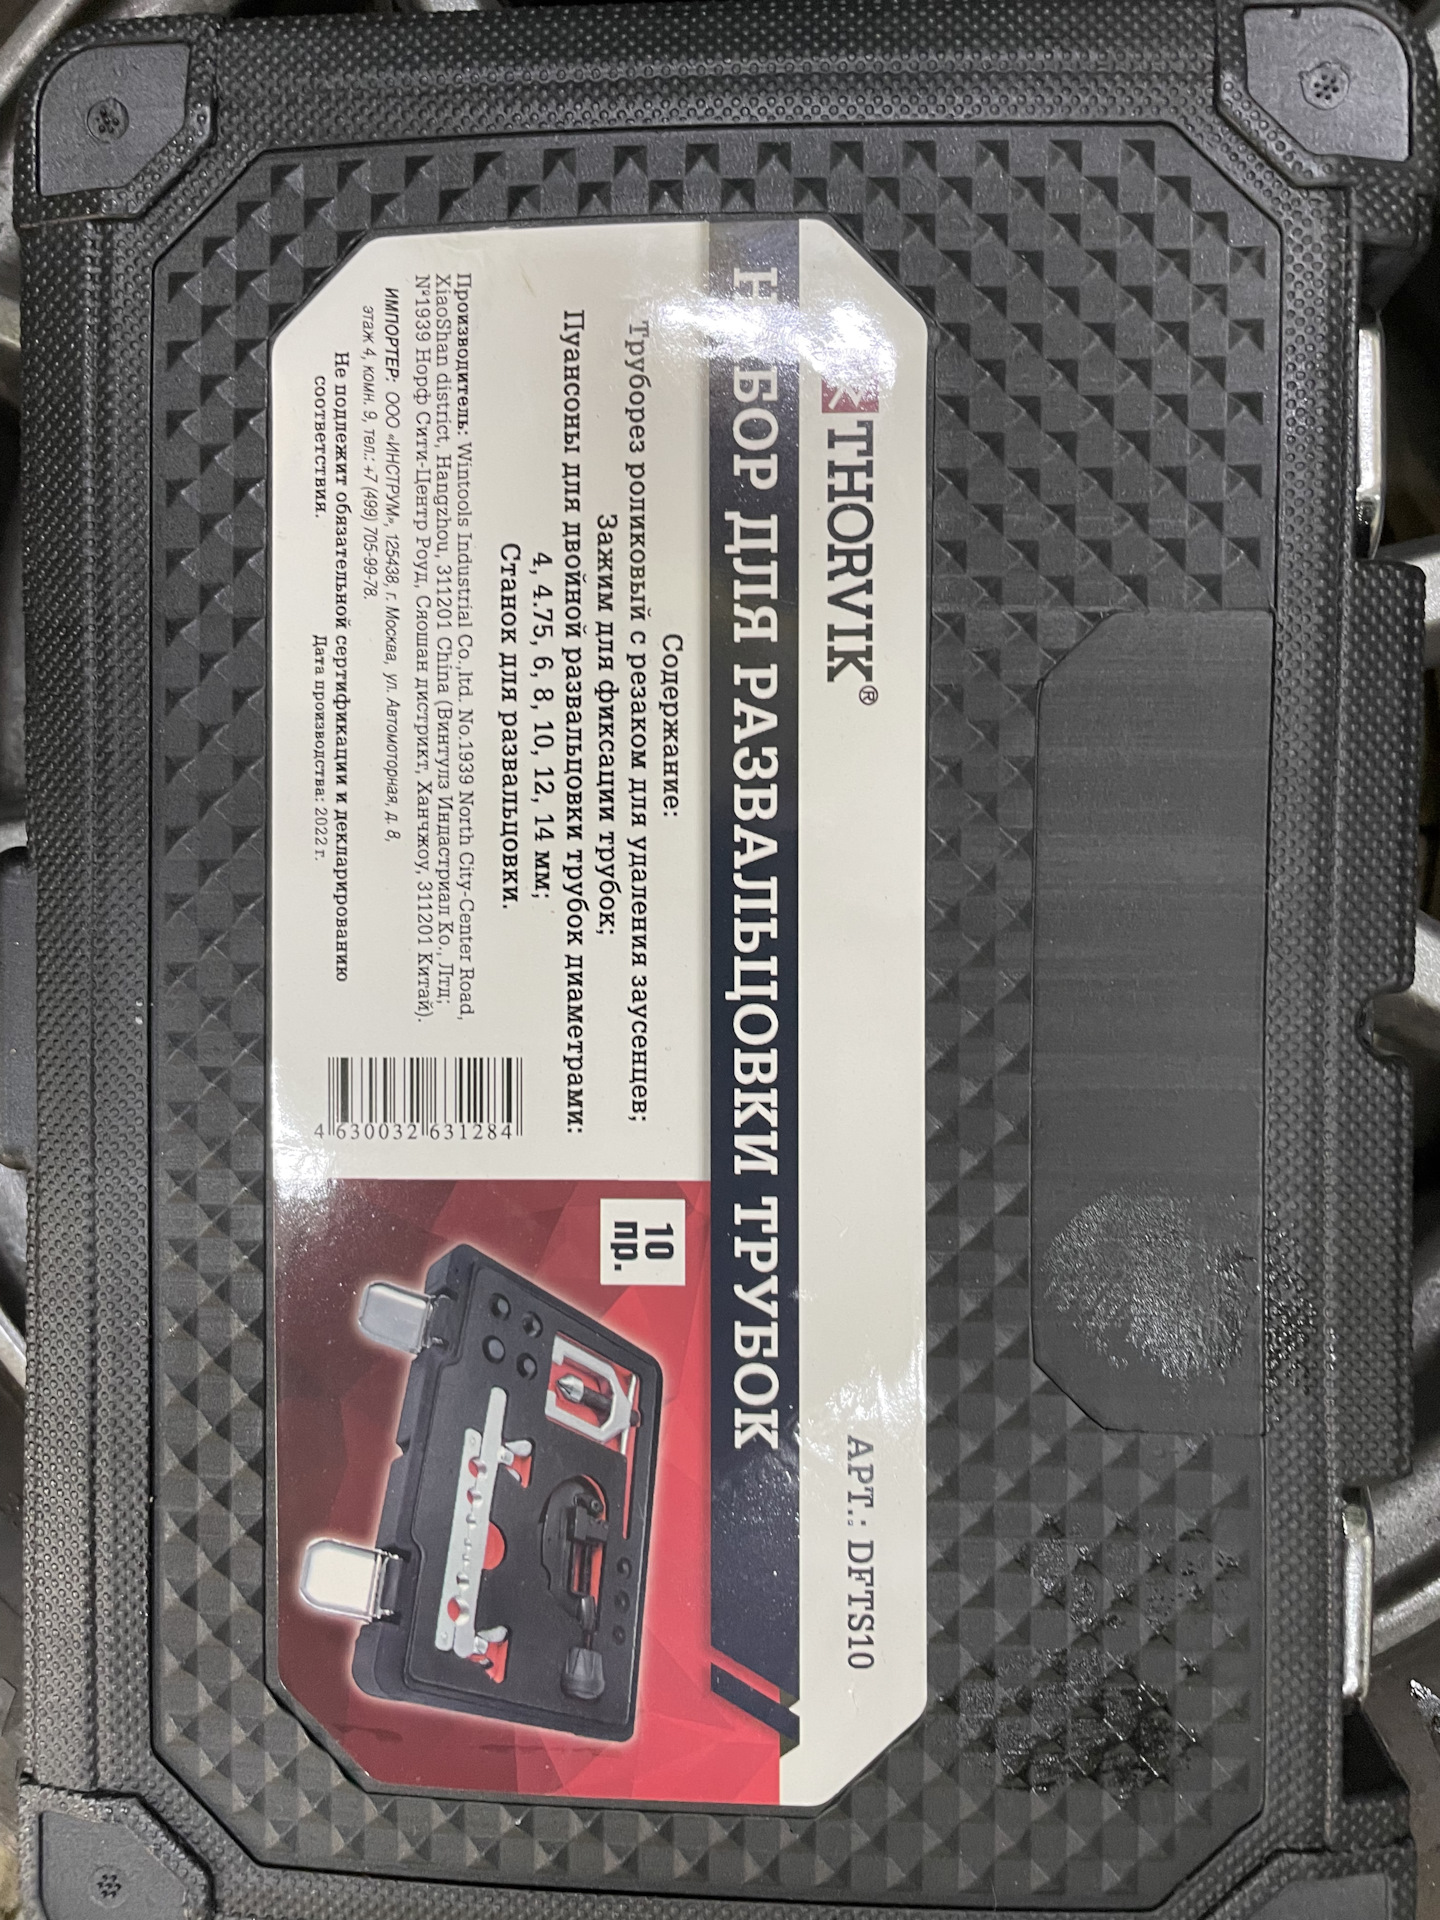 THORVIK®
АРТ.: DFTS10
НАБОР ДЛЯ РАЗВАЛЬЦОВКИ ТРУБОК
Содержание:
Труборез роликовый с резаком для удаления заусенцев;
Зажим для фиксации трубок;
Пуансоны для двойной развальцовки трубок диаметрами:
4, 4.75, 6, 8, 10, 12, 14 мм;
Станок для развальцовки.
10
пр.
Производитель: Wintools Industrial Co.,ltd. No.1939 North City-Center Road,
XiaoShan district, Hangzhou, 311201 China (Винтулз Индастриал Ко., Лтд;
№1939 Норф Сити-Центр Роуд, Сяошан дистрикт, Ханчжоу, 311201 Китай).
ИМПОРТЕР: ООО «ИНСТРУМ», 125438, г. Москва, ул. Автомоторная, д. 8,
этаж 4, комн. 9, тел.: +7 (499) 705-99-78.
Не подлежит обязательной сертификации и декларированию
соответствия.
Дата производства: 2022 г.
4 630032 631284